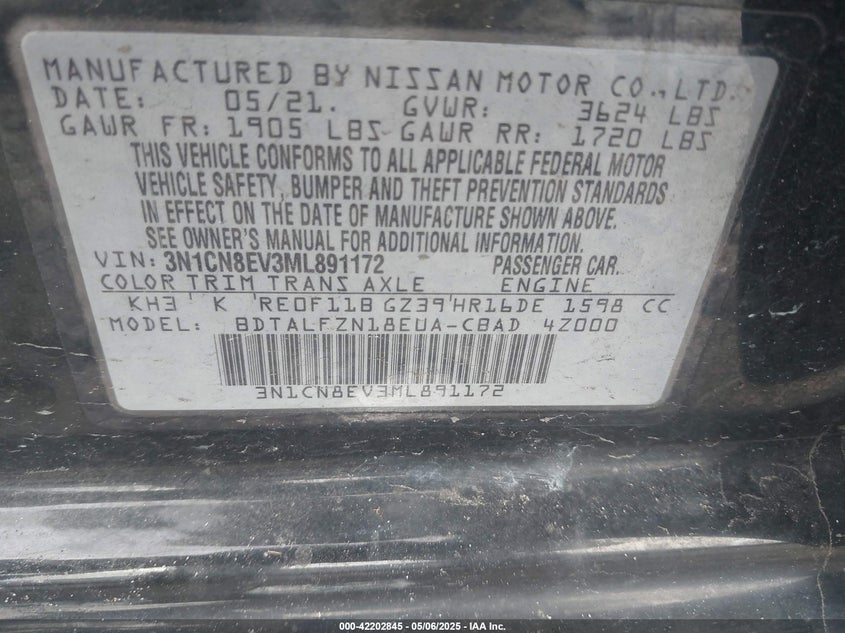 MANUFACTURED BY NISSAN MOTOR CO., LTD.
DATE: 05/21. GVWR: 3624 LBS
GAWR FR: 1905 LBS GAWR RR: 1720 LBS
THIS VEHICLE CONFORMS TO ALL APPLICABLE FEDERAL MOTOR
VEHICLE SAFETY, BUMPER AND THEFT PREVENTION STANDARDS
IN EFFECT ON THE DATE OF MANUFACTURE SHOWN ABOVE.
SEE OWNER'S MANUAL FOR ADDITIONAL INFORMATION.
VIN: 3N1CN8EV3ML891172 PASSENGER CAR.
COLOR TRIM TRANS AXLE ENGINE
KH3 K RE0F11B GZ39 HR16DE 1598 CC
MODEL: BDTALFZN18EUA-CBAD 4Z000
3N1CN8EV3ML891172
000-42202845 - 05/06/2025 - IAA Inc.